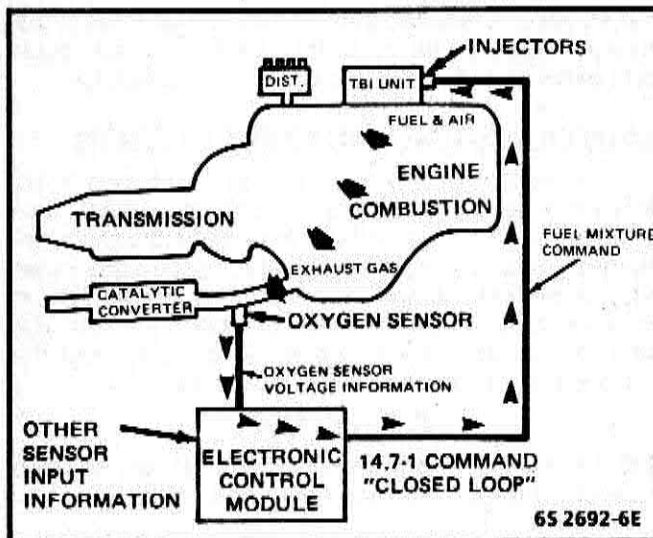 INJECTORS
DIST.
TBI UNIT
FUEL & AIR
ENGINE
COMBUSTION
TRANSMISSION
FUEL MIXTURE
COMMAND
EXHAUST GAS
CATALYTIC
CONVERTER
OXYGEN SENSOR
OXYGEN SENSOR
VOLTAGE INFORMATION
OTHER
SENSOR
INPUT
INFORMATION
ELECTRONIC
CONTROL
MODULE
14.7-1 COMMAND
"CLOSED LOOP"
6S 2692-6E